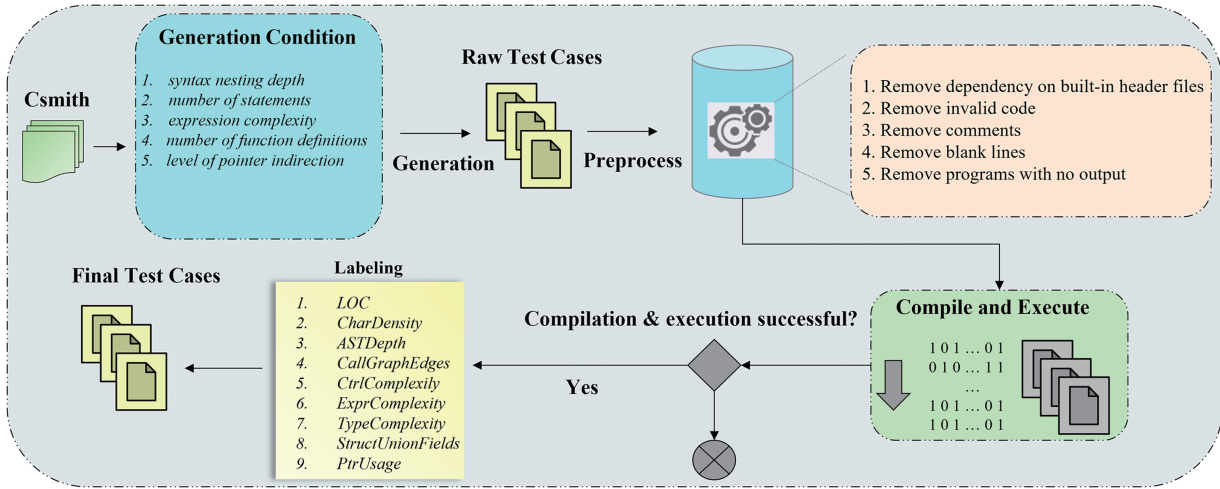 Csmith
Generation Condition
1. syntax nesting depth
2. number of statements
3. expression complexity
4. number of function definitions
5. level of pointer indirection
Generation
Raw Test Cases
Preprocess
1. Remove dependency on built-in header files
2. Remove invalid code
3. Remove comments
4. Remove blank lines
5. Remove programs with no output
Compile and Execute
1 0 1 … 0 1
0 1 0 … 1 1
…
1 0 1 … 0 1
1 0 1 … 0 1
Compilation & execution successful?
Yes
Labeling
1. LOC
2. CharDensity
3. ASTDepth
4. CallGraphEdges
5. CtrlComplexily
6. ExprComplexity
7. TypeComplexity
8. StructUnionFields
9. PtrUsage
Final Test Cases